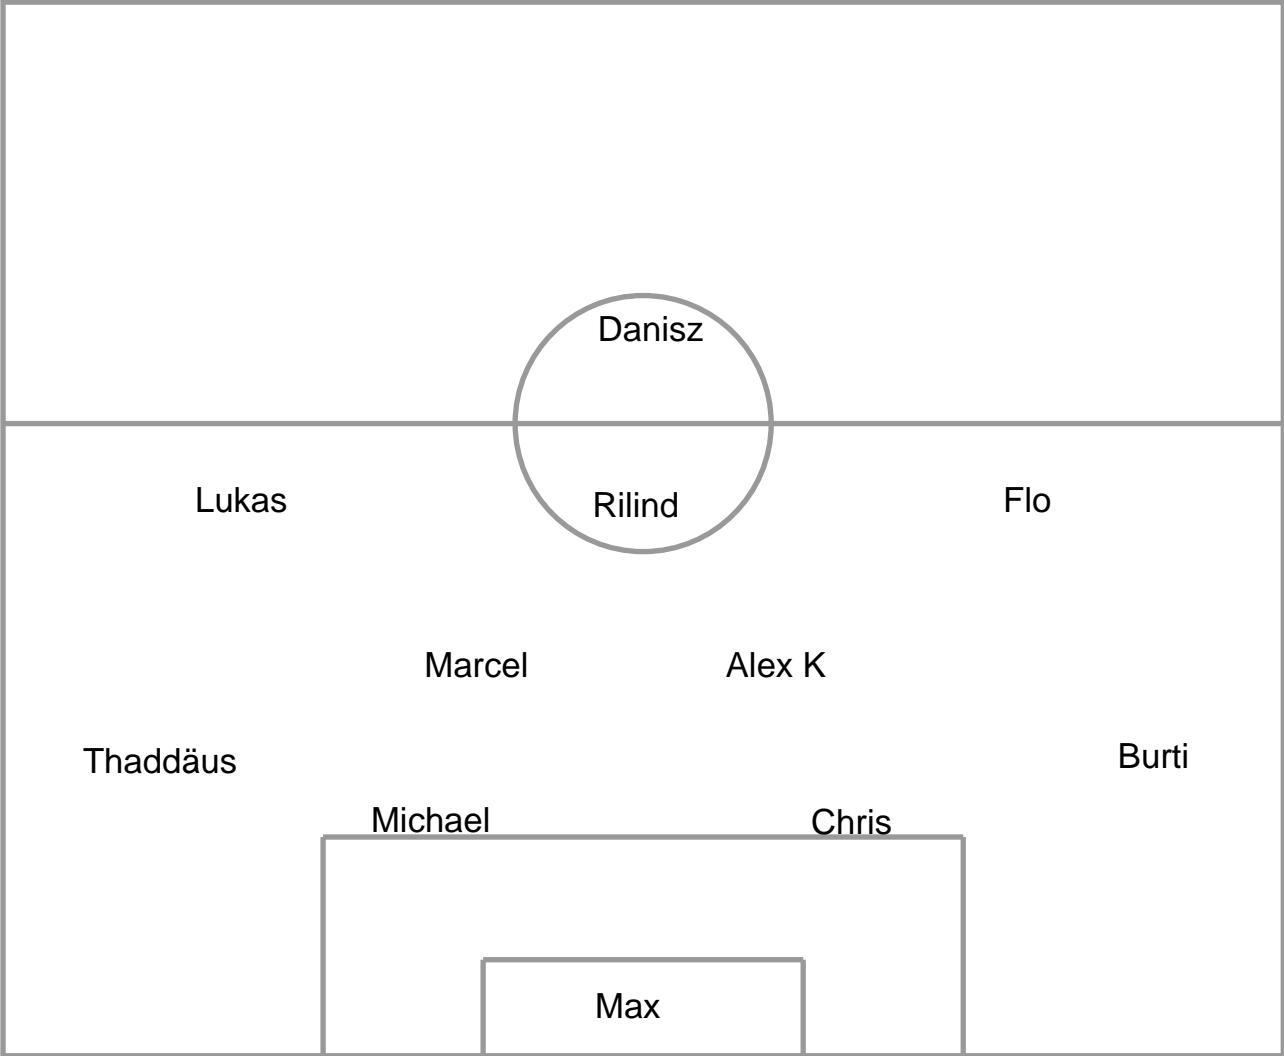 Danisz
Lukas
Rilind
Flo
Marcel
Alex K
Thaddäus
Burti
Michael
Chris
Max